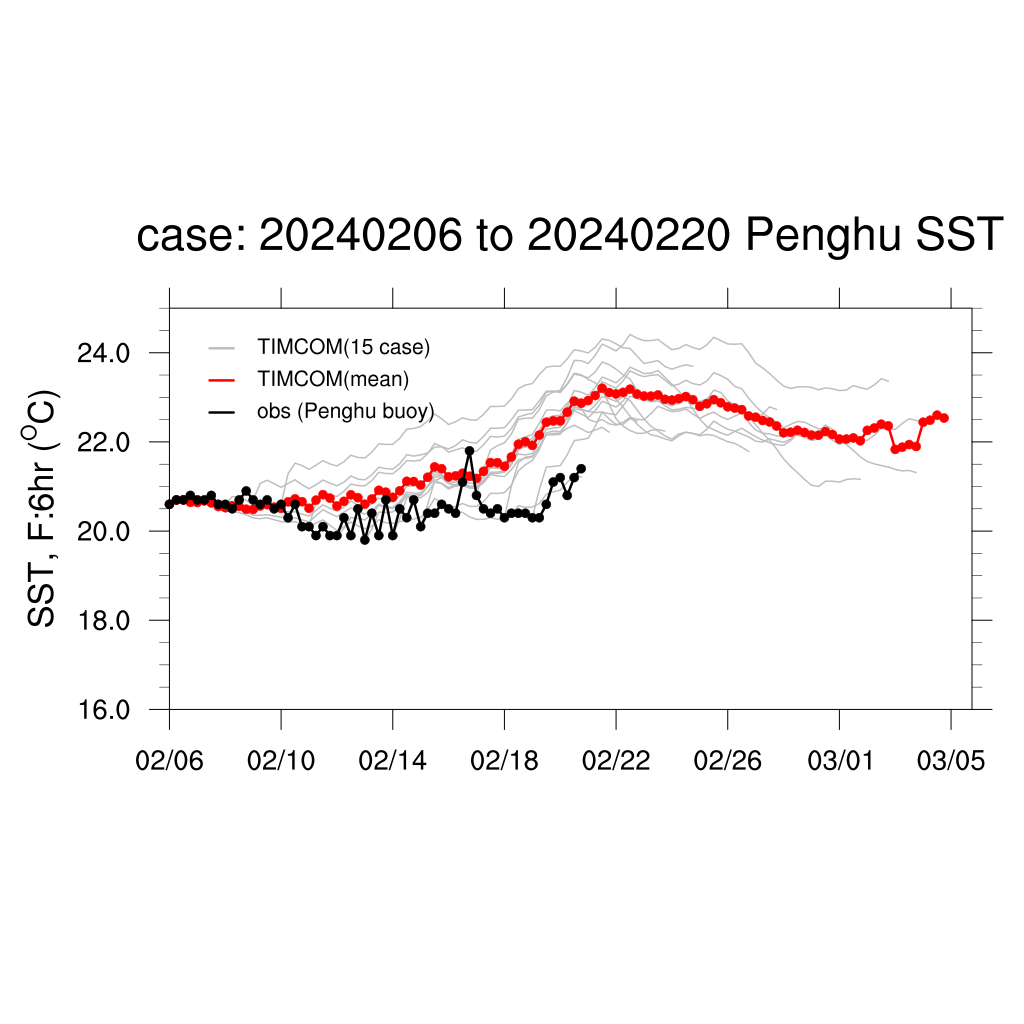 case: 20240206 to 20240220 Penghu SST
TIMCOM(15 case)
TIMCOM(mean)
obs (Penghu buoy)
SST, F:6hr (OC)
24.0
22.0
20.0
18.0
16.0
02/06 02/10 02/14 02/18 02/22 02/26 03/01 03/05